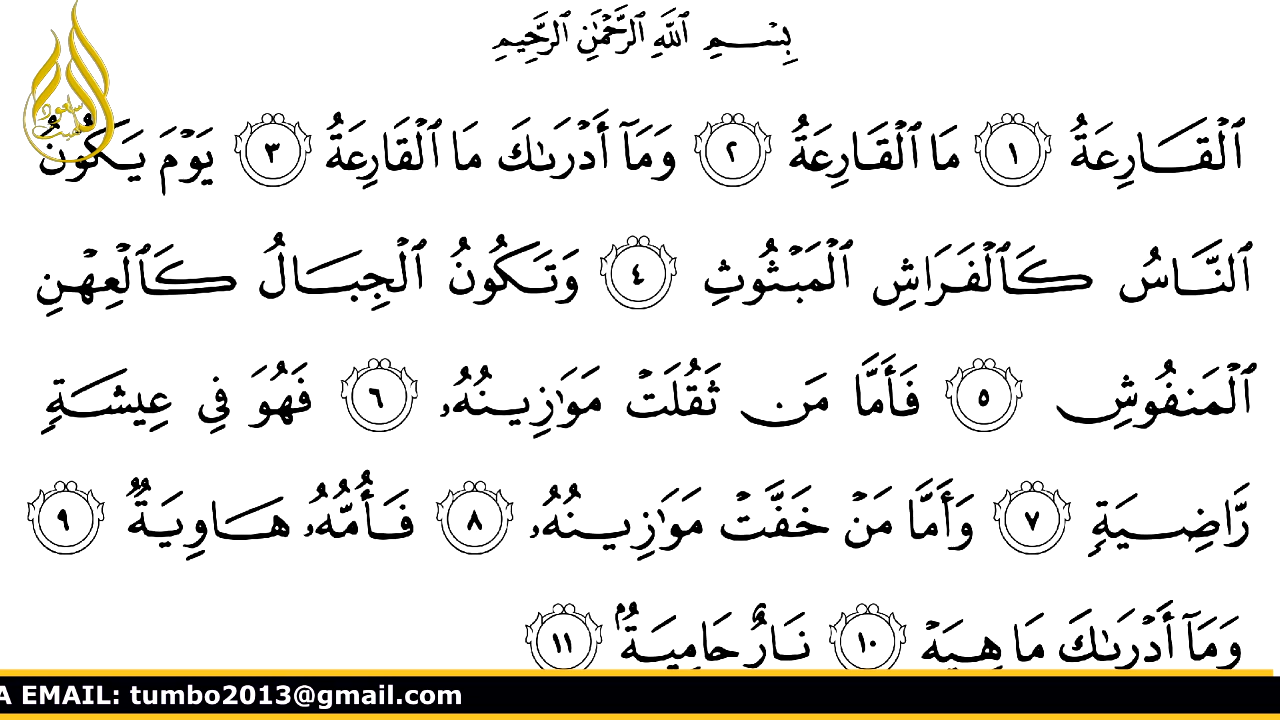 بِسْمِ ٱللَّهِ ٱلرَّحْمَٰنِ ٱلرَّحِيمِ
ٱلْقَارِعَةُ ١ مَا ٱلْقَارِعَةُ ٢ وَمَآ أَدْرَىٰكَ مَا ٱلْقَارِعَةُ ٣ يَوْمَ يَكُونُ
ٱلنَّاسُ كَٱلْفَرَاشِ ٱلْمَبْثُوثِ ٤ وَتَكُونُ ٱلْجِبَالُ كَٱلْعِهْنِ
ٱلْمَنفُوشِ ٥ فَأَمَّا مَن ثَقُلَتْ مَوَٰزِينُهُۥ ٦ فَهُوَ فِي عِيشَةٍ
رَّاضِيَةٍ ٧ وَأَمَّا مَنْ خَفَّتْ مَوَٰزِينُهُۥ ٨ فَأُمُّهُۥ هَاوِيَةٌ ٩
وَمَآ أَدْرَىٰكَ مَا هِيَهْ ١٠ نَارٌ حَامِيَةٌۢ ١١
A EMAIL: tumbo2013@gmail.com